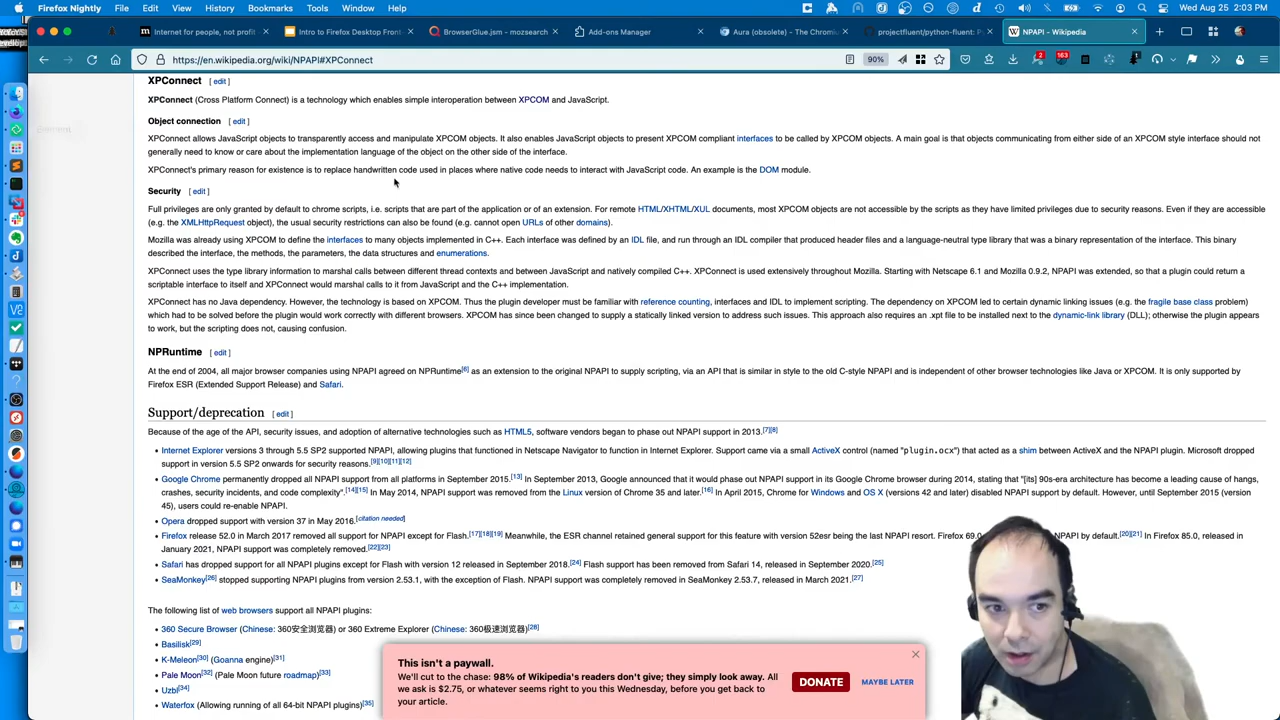 Firefox Nightly File Edit View History Bookmarks Tools Window Help
Internet for people, not profit
Intro to Firefox Desktop Front-
BrowserGlue.jsm - mozsearch
Add-ons Manager
Aura (obsolete) - The Chromiu
projectfluent/python-fluent: P
NPAPI - Wikipedia
https://en.wikipedia.org/wiki/NPAPI#XPConnect
90%
2
163
1
XPConnect [ edit ]
XPConnect (Cross Platform Connect) is a technology which enables simple interoperation between XPCOM and JavaScript.
Object connection [ edit ]
XPConnect allows JavaScript objects to transparently access and manipulate XPCOM objects. It also enables JavaScript objects to present XPCOM compliant interfaces to be called by XPCOM objects. A main goal is that objects communicating from either side of an XPCOM style interface should not
generally need to know or care about the implementation language of the object on the other side of the interface.
XPConnect's primary reason for existence is to replace handwritten code used in places where native code needs to interact with JavaScript code. An example is the DOM module.
Security [ edit ]
Full privileges are only granted by default to chrome scripts, i.e. scripts that are part of the application or of an extension. For remote HTML/XHTML/XUL documents, most XPCOM objects are not accessible by the scripts as they have limited privileges due to security reasons. Even if they are accessible
(e.g. the XMLHttpRequest object), the usual security restrictions can also be found (e.g. cannot open URLs of other domains).
Mozilla was already using XPCOM to define the interfaces to many objects implemented in C++. Each interface was defined by an IDL file, and run through an IDL compiler that produced header files and a language-neutral type library that was a binary representation of the interface. This binary
described the interface, the methods, the parameters, the data structures and enumerations.
XPConnect uses the type library information to marshal calls between different thread contexts and between JavaScript and natively compiled C++. XPConnect is used extensively throughout Mozilla. Starting with Netscape 6.1 and Mozilla 0.9.2, NPAPI was extended, so that a plugin could return a
scriptable interface to itself and XPConnect would marshal calls to it from JavaScript and the C++ implementation.
XPConnect has no Java dependency. However, the technology is based on XPCOM. Thus the plugin developer must be familiar with reference counting, interfaces and IDL to implement scripting. The dependency on XPCOM led to certain dynamic linking issues (e.g. the fragile base class problem)
which had to be solved before the plugin would work correctly with different browsers. XPCOM has since been changed to supply a statically linked version to address such issues. This approach also requires an .xpt file to be installed next to the dynamic-link library (DLL); otherwise the plugin appears
to work, but the scripting does not, causing confusion.
NPRuntime [ edit ]
At the end of 2004, all major browser companies using NPAPI agreed on NPRuntime[6] as an extension to the original NPAPI to supply scripting, via an API that is similar in style to the old C-style NPAPI and is independent of other browser technologies like Java or XPCOM. It is only supported by
Firefox ESR (Extended Support Release) and Safari.
Support/deprecation [ edit ]
Because of the age of the API, security issues, and adoption of alternative technologies such as HTML5, software vendors began to phase out NPAPI support in 2013.[7][8]
• Internet Explorer versions 3 through 5.5 SP2 supported NPAPI, allowing plugins that functioned in Netscape Navigator to function in Internet Explorer. Support came via a small ActiveX control (named "plugin.ocx") that acted as a shim between ActiveX and the NPAPI plugin. Microsoft dropped
support in version 5.5 SP2 onwards for security reasons.[9][10][11][12]
• Google Chrome permanently dropped all NPAPI support from all platforms in September 2015.[13] In September 2013, Google announced that it would phase out NPAPI support in its Google Chrome browser during 2014, stating that "[its] 90s-era architecture has become a leading cause of hangs,
crashes, security incidents, and code complexity".[14][15] In May 2014, NPAPI support was removed from the Linux version of Chrome 35 and later.[16] In April 2015, Chrome for Windows and OS X (versions 42 and later) disabled NPAPI support by default. However, until September 2015 (version
45), users could re-enable NPAPI.
• Opera dropped support with version 37 in May 2016.[citation needed]
• Firefox release 52.0 in March 2017 removed all support for NPAPI except for Flash.[17][18][19] Meanwhile, the ESR channel retained general support for this feature with version 52esr being the last NPAPI resort. Firefox 69.0 NPAPI by default.[20][21] In Firefox 85.0, released in
January 2021, NPAPI support was completely removed.[22][23]
• Safari has dropped support for all NPAPI plugins except for Flash with version 12 released in September 2018.[24] Flash support has been removed from Safari 14, released in September 2020.[25]
• SeaMonkey[26] stopped supporting NPAPI plugins from version 2.53.1, with the exception of Flash. NPAPI support was completely removed in SeaMonkey 2.53.7, released in March 2021.[27]
The following list of web browsers support all NPAPI plugins:
• 360 Secure Browser (Chinese: 360安全浏览器) or 360 Extreme Explorer (Chinese: 360极速浏览器)[28]
• Basilisk[29]
• K-Meleon[30] (Goanna engine)[31]
• Pale Moon[32] (Pale Moon future roadmap)[33]
• Uzbl[34]
• Waterfox (Allowing running of all 64-bit NPAPI plugins)[35]
This isn't a paywall.
We'll cut to the chase: 98% of Wikipedia's readers don't give; they simply look away. All
we ask is $2.75, or whatever seems right to you this Wednesday, before you get back to
your article.
DONATE
MAYBE LATER